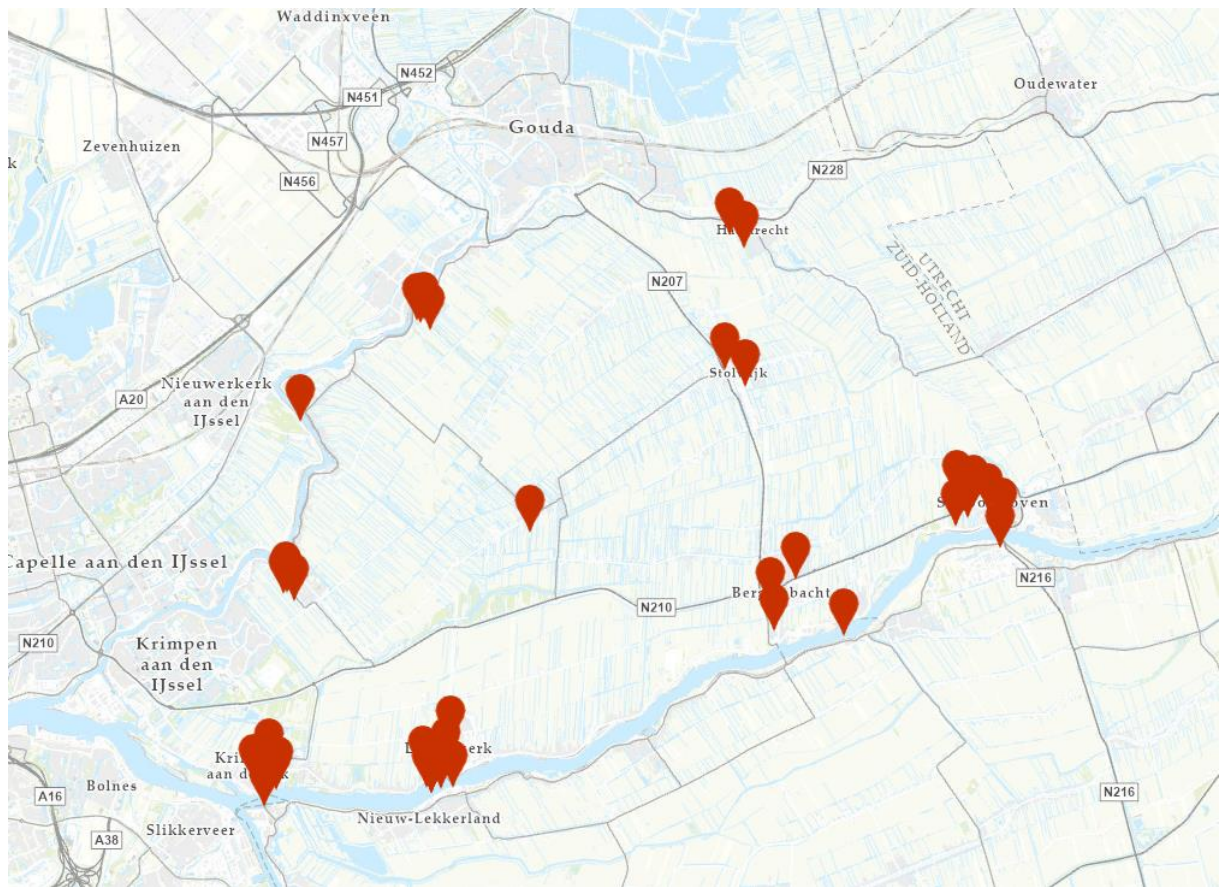 Waddinxveen
N452
Oudewater
N451
Gouda
N457
Zevenhuizen
k
N228
N456
UTRECHT
ZUID-HOLLAND
N207
Nieuwerkerk
aan den
IJssel
A20
Capelle aan den IJssel
N216
N210
N210
Krimpen
aan den
IJssel
Bolnes
A16
N216
Nieuw-Lekkerland
Slikkerveer
A38